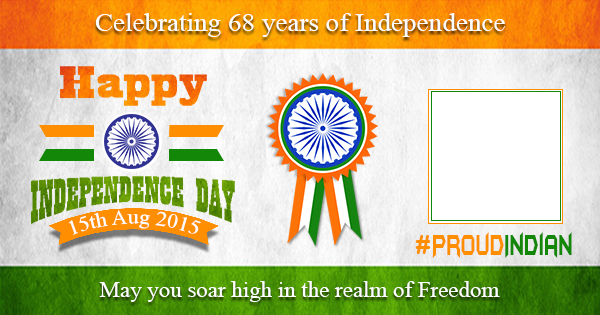 Celebrating 68 years of Independence
Happy
INDEPENDENCE DAY
15th Aug 2015
#PROUDINDIAN
May you soar high in the realm of Freedom